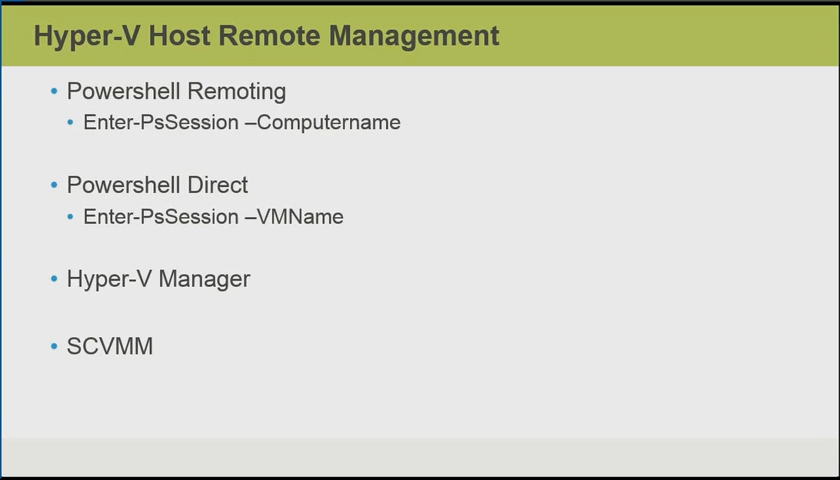 Hyper-V Host Remote Management
• Powershell Remoting
• Enter-PsSession –Computername
• Powershell Direct
• Enter-PsSession –VMName
• Hyper-V Manager
• SCVMM